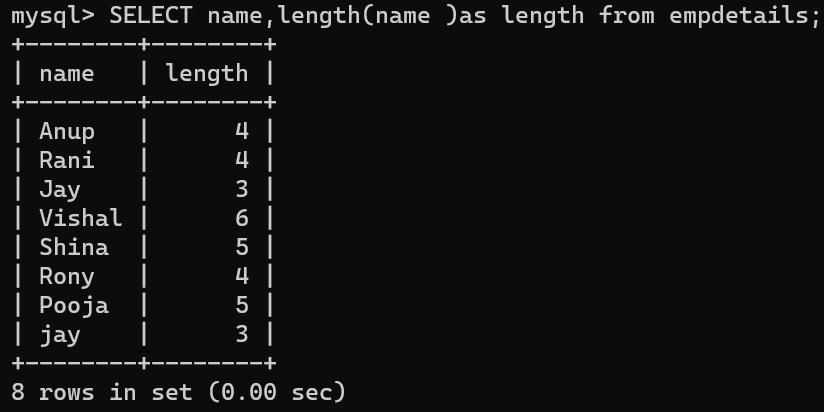 mysql> SELECT name,length(name )as length from empdetails;
+--------+--------+
| name   | length |
+--------+--------+
| Anup   |      4 |
| Rani   |      4 |
| Jay    |      3 |
| Vishal |      6 |
| Shina  |      5 |
| Rony   |      4 |
| Pooja  |      5 |
| jay    |      3 |
+--------+--------+
8 rows in set (0.00 sec)